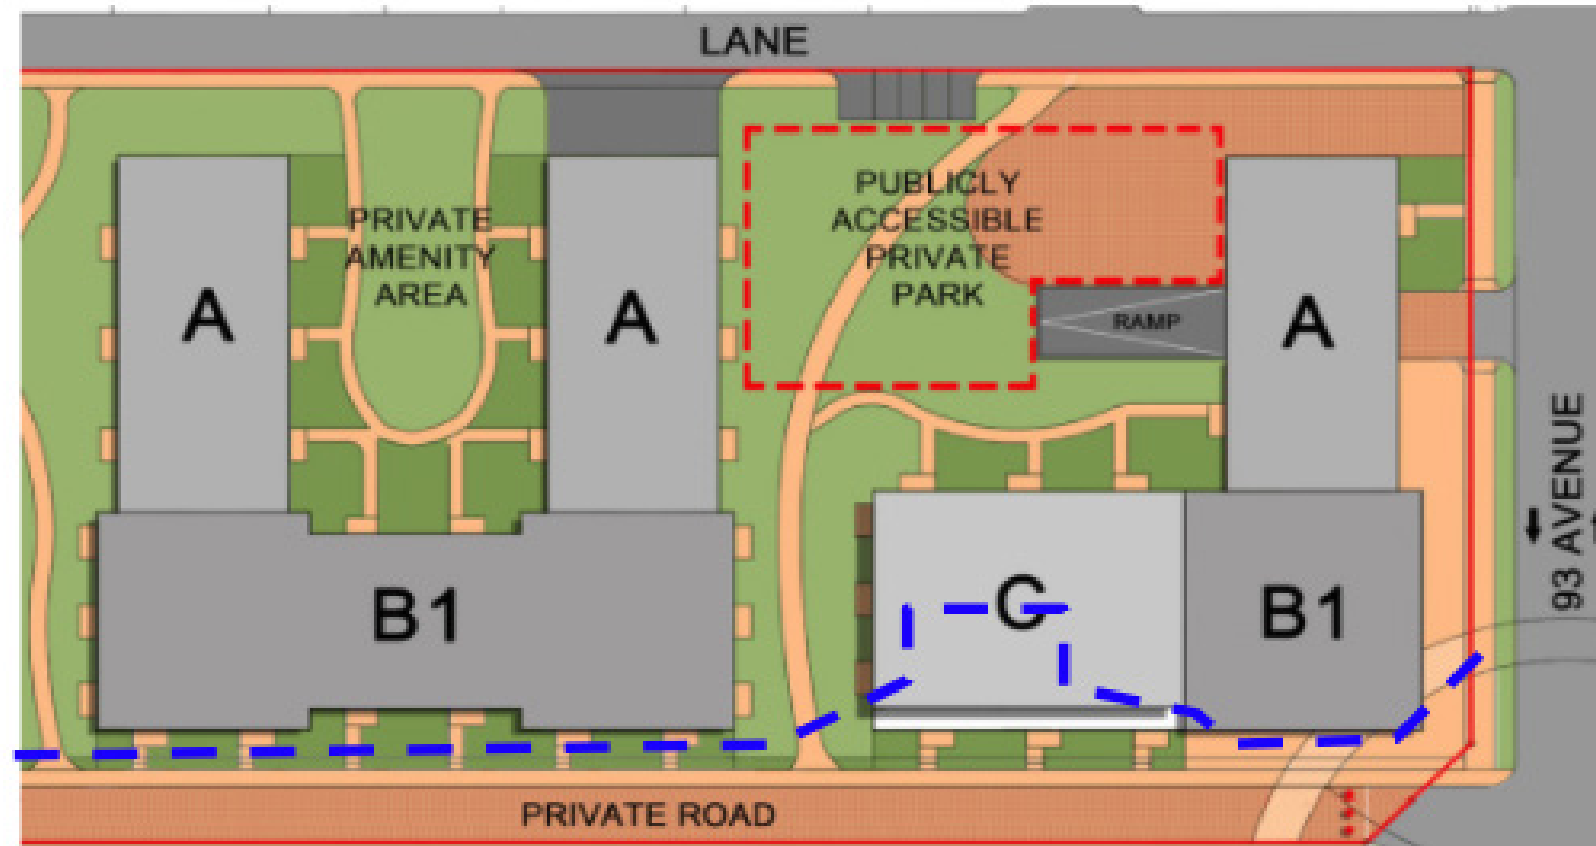 LANE
PRIVATE
AMENITY
AREA
PUBLICLY
ACCESSIBLE
PRIVATE
PARK
RAMP
A
A
A
93 AVENUE
B1
C
B1
PRIVATE ROAD